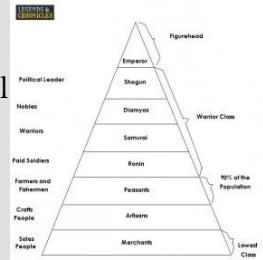 LEGENDS &
CHRONICLES
Figurehead
Emperor
Political Leader
Shogun
Nobles
Diamyos
Warrior Class
Warriors
Samurai
Paid Soldiers
Ronin
Farmers and
Fishermen
Peasants
90% of the
Population
Crafts
People
Artisans
Sales
People
Merchants
Lowest
Class